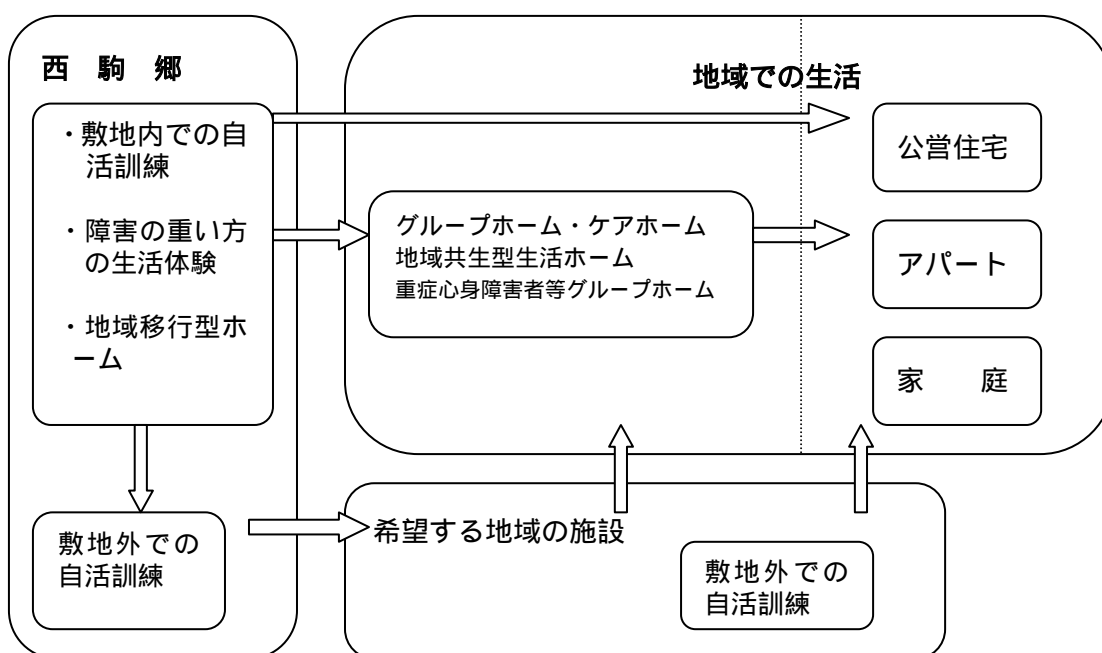 西 駒 郷
・敷地内での自
活訓練
・障害の重い方
の生活体験
・地域移行型ホ
ーム
敷地外での
自活訓練
地域での生活
グループホーム・ケアホーム
地域共生型生活ホーム
重症心身障害者等グループホーム
公営住宅
アパート
家 庭
希望する地域の施設
敷地外での
自活訓練